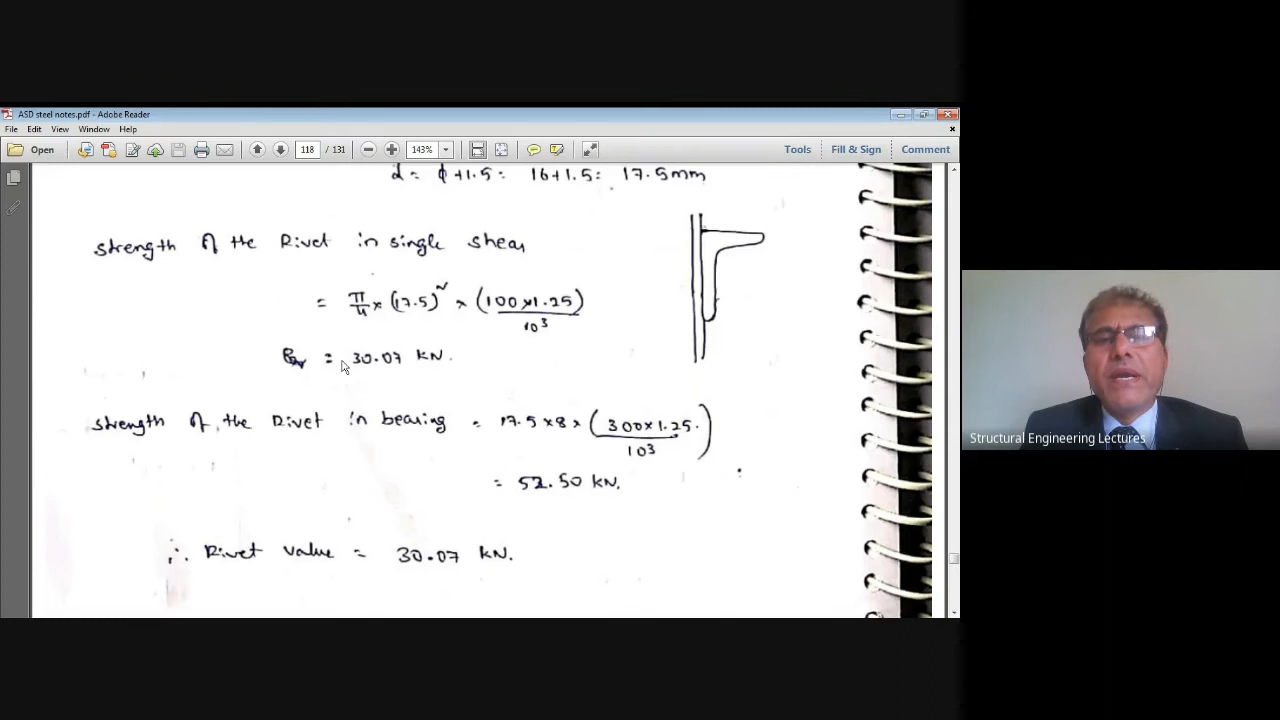 ASD steel notes.pdf - Adobe Reader
File Edit View Window Help
Open 118 / 131 143% Tools Fill & Sign Comment
d = ϕ+1.5 = 16+1.5 = 17.5mm
strength of the Rivet in single shear
= π/4 × (17.5)² × (100×1.25)/10³
= 30.07 KN.
strength of the Rivet in bearing = 17.5×8×(300×1.25)/10³
= 52.50 KN.
∴ Rivet value = 30.07 KN.
Structural Engineering Lectures